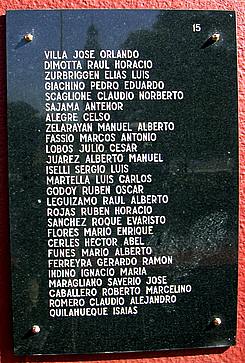 15
VILLA JOSE ORLANDO
DIMOTTA RAUL HORACIO
ZURBRIGGEN ELIAS LUIS
GIACHINO PEDRO EDUARDO
SCAGLIONE CLAUDIO NORBERTO
SAJAMA ANTENOR
ALEGRE CELSO
ZELARAYAN MANUEL ALBERTO
FASSIO MARCOS ANTONIO
LOBOS JULIO CESAR
JUAREZ ALBERTO MANUEL
ISELLI SERGIO LUIS
MARTELLA LUIS CARLOS
GODOY RUBEN OSCAR
LEGUIZAMO RAUL ALBERTO
ROJAS RUBEN HORACIO
SANCHEZ ROQUE EVARISTO
FLORES MARIO ENRIQUE
CERLES HECTOR ABEL
FUNES MARIO ALBERTO
FERREYRA GERARDO RAMON
INDINO IGNACIO MARIA
MARAGLIANO SAVERIO JOSE
CABALLERO ROBERTO MARCELINO
ROMERO CLAUDIO ALEJANDRO
QUILAHUEQUE ISAIAS